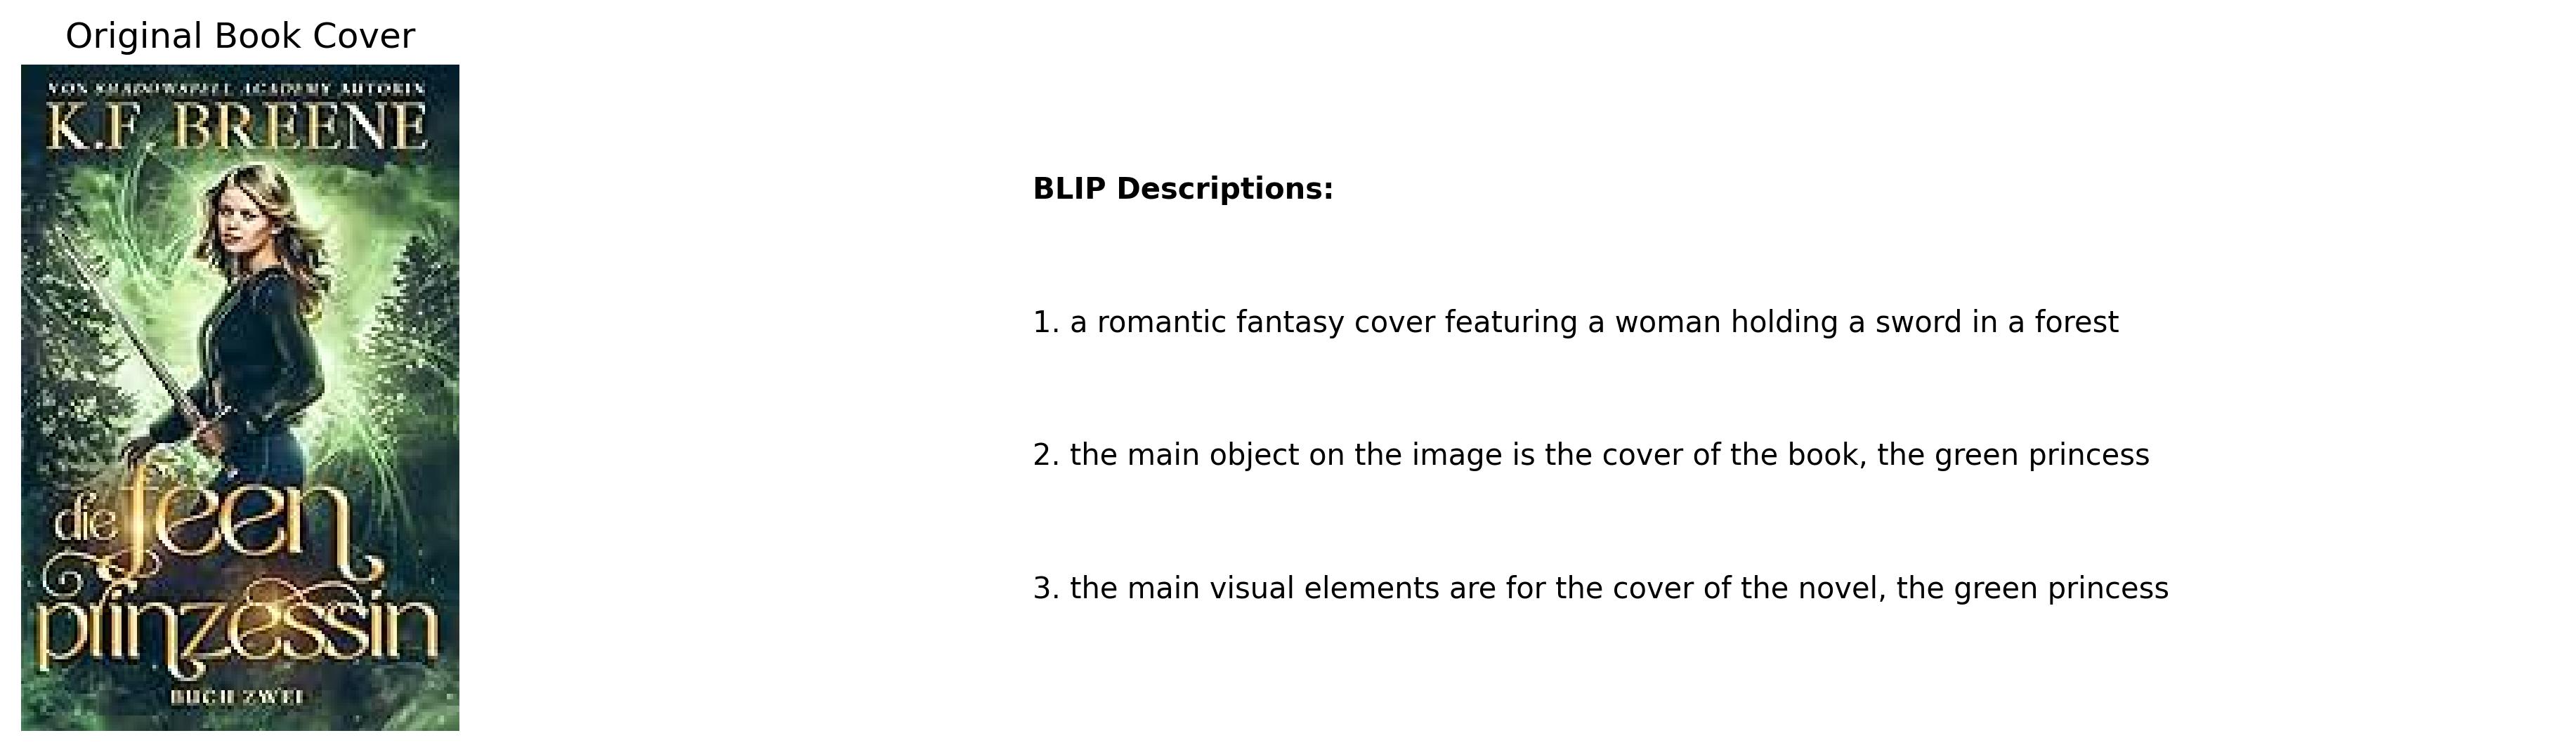 Original Book Cover
VON SHADOWSPELL ACADEMY AUTORIN
K.F BREENE
die feen
prinzessin
BUCH ZWEI
BLIP Descriptions:
1. a romantic fantasy cover featuring a woman holding a sword in a forest
2. the main object on the image is the cover of the book, the green princess
3. the main visual elements are for the cover of the novel, the green princess